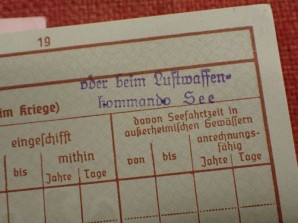 19
oder beim Luftwaffen-
kommando See
im Kriege)
davon Seefahrtzeit in
außerheimischen Gewässern
eingeschifft
bis
mithin
Jahre
Tage
von
bis
anrechnungs-
fähig
Jahre
Tage